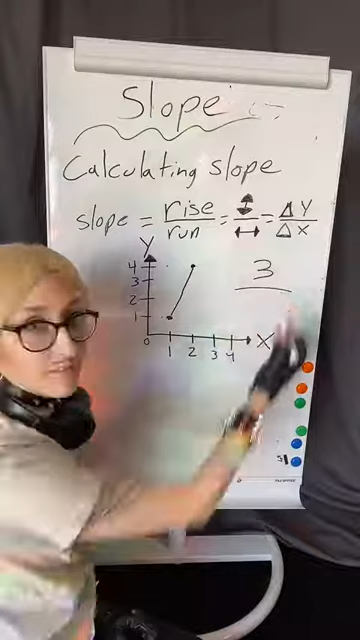 Slope
Calculating slope
slope = rise/run = ↕/↔ = ΔY/ΔX
Y
4
3
2
1
0
1 2 3 4
X
3